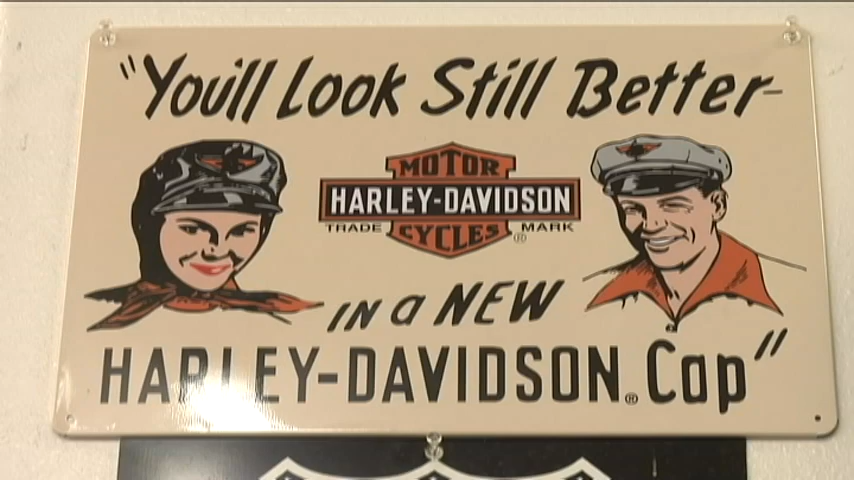 "You'll Look Still Better-
MOTOR
HARLEY-DAVIDSON
TRADE MARK
CYCLES®
IN a NEW
HARLEY-DAVIDSON® Cap"